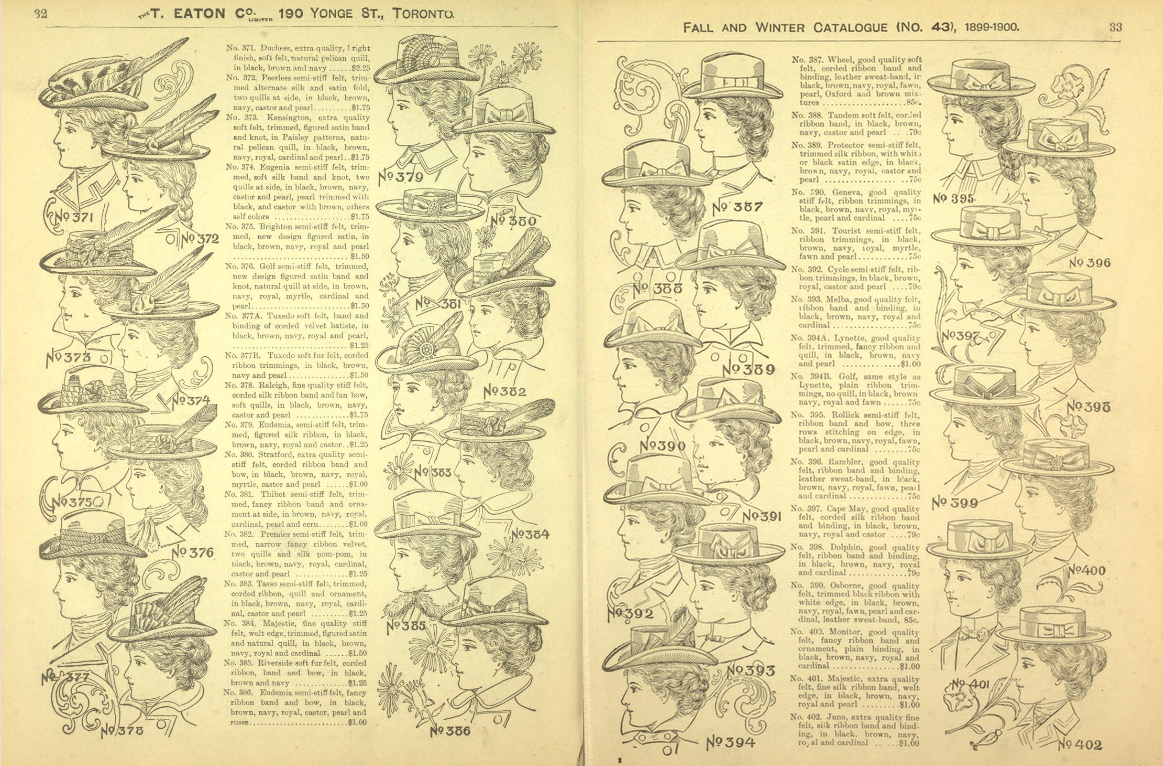 32
THE T. EATON Co. LIMITED 190 YONGE ST., TORONTO.
No. 371. Duchess, extra quality, bright
finish, soft felt, natural pelican quill,
in black, brown and navy .....$2.25
No. 372. Peerless semi-stiff felt, trim-
med alternate silk and satin fold,
two quills at side, in black, brown,
navy, castor and pearl........$1.75
No. 373. Kensington, extra quality
soft felt, trimmed, figured satin band
and knot, in Paisley patterns, natu-
ral pelican quill, in black, brown,
navy, royal, cardinal and pearl..$1.75
No. 374. Eugenia semi-stiff felt, trim-
med, soft silk band and knot, two
quills at side, in black, brown, navy,
castor and pearl, pearl trimmed with
black, and castor with brown, others
self colors ..................$1.75
No. 375. Brighton semi-stiff felt, trim-
med, new design figured satin, in
black, brown, navy, royal and pearl
..............................$1.50
No. 376. Golf semi-stiff felt, trimmed,
new design figured satin band and
knot, natural quill at side, in brown,
navy, royal, myrtle, cardinal and
pearl.........................$1.50
No. 377A. Tuxedo soft felt, band and
binding of corded velvet batiste, in
black, brown, navy, royal and pearl,
..............................$1.25
No. 377B. Tuxedo soft fur felt, corded
ribbon trimmings, in black, brown,
navy and pearl................$1.50
No. 378. Raleigh, fine quality stiff felt,
corded silk ribbon and fan bow,
soft quills, in black, brown, navy,
castor and pearl .............$1.75
No. 379. Eudemia, semi-stiff felt, trim-
med, figured silk ribbon, in black,
brown, navy, royal and castor..$1.25
No. 380. Stratford, extra quality semi-
stiff felt, corded ribbon band and
bow, in black, brown, navy, royal,
myrtle, castor and pearl ......$1.00
No. 381. Thibet semi-stiff felt, trim-
med, fancy ribbon band and orna-
ment at side, in brown, navy, royal,
cardinal, pearl and ecru.......$1.00
No. 382. Premier semi-stiff felt, trim-
med, narrow fancy ribbon velvet,
two quills and silk pom-pom, in
black, brown, navy, royal, cardinal,
castor and pearl .............$1.25
No. 383. Tasso semi-stiff felt, trimmed,
corded ribbon, quill and ornament,
in black, brown, navy, royal, cardi-
nal, castor and pearl .........$1.25
No. 384. Majestic, fine quality stiff
felt, welt edge, trimmed, figured satin
and natural quill, in black, brown,
navy, royal and cardinal ......$1.50
No. 385. Riverside soft fur felt, corded
ribbon, band and bow, in black,
brown and navy ...............$1.25
No. 386. Eudemia semi-stiff felt, fancy
ribbon band and bow, in black,
brown, navy, royal, castor, pearl and
russe.........................$1.00
No 371
No 372
No 373
No 374
No 375
No 376
No 377
No 378
No 379
No 380
No 381
No 382
No 383
No 384
No 385
No 386
FALL AND WINTER CATALOGUE (No. 43), 1899-1900.
33
No. 387. Wheel, good quality soft
felt, corded ribbon band and
binding, leather sweat-band, in
black, brown, navy, royal, fawn,
pearl, Oxford and brown mix-
tures ....................85c.
No. 388. Tandem soft felt, corded
ribbon band, in black, brown,
navy, castor and pearl ....79c
No. 389. Protector semi-stiff felt,
trimmed silk ribbon, with white
or black satin edge, in black,
brown, navy, royal, castor and
pearl ....................75c
No. 390. Geneva, good quality
stiff felt, ribbon trimmings, in
black, brown, navy, royal, myr-
tle, pearl and cardinal ....75c
No. 391. Tourist semi-stiff felt,
ribbon trimmings, in black,
brown, navy, royal, myrtle,
fawn and pearl............75c
No. 392. Cycle semi-stiff felt, rib-
bon trimmings, in black, brown,
royal, castor and pearl .....79c
No. 393. Melba, good quality felt,
ribbon band and binding, in
black, brown, navy, royal and
cardinal ..................75c
No. 394A. Lynette, good quality
felt, trimmed, fancy ribbon and
quill, in black, brown, navy
and pearl ...............$1.00
No. 394B. Golf, same style as
Lynette, plain ribbon trim-
mings, no quill, in black, brown
navy, royal and fawn ......75c
No. 395. Rollick semi-stiff felt,
ribbon band and bow, three
rows stitching on edge, in
black, brown, navy, royal, fawn,
pearl and cardinal.........75c
No. 396. Rambler, good quality
felt, ribbon band and binding,
leather sweat-band, in black,
brown, navy, royal, fawn, pearl
and cardinal ..............75c
No. 397. Cape May, good quality
felt, corded silk ribbon band
and binding, in black, brown,
navy, royal and castor .....79c
No. 398. Dolphin, good quality
felt, ribbon band and binding,
in black, brown, navy, royal
and cardinal ..............79c
No. 399. Osborne, good quality
felt, trimmed black ribbon with
white edge, in black, brown,
navy, royal, fawn, pearl and car-
dinal, leather sweat-band, 85c.
No. 400. Monitor, good quality
felt, fancy ribbon band and
ornament, plain binding, in
black, brown, navy, royal and
cardinal ................$1.00
No. 401. Majestic, extra quality
felt, fine silk ribbon band, welt
edge, in black, brown, navy,
royal and pearl ..........$1.00
No. 402. Juno, extra quality fine
felt, silk ribbon band and bind-
ing, in black, brown, navy,
royal and cardinal .......$1.00
No 387
No 388
No 389
No 390
No 391
No 392
No 393
No 394
No 395
No 396
No 397
No 398
No 399
No 400
No 401
No 402